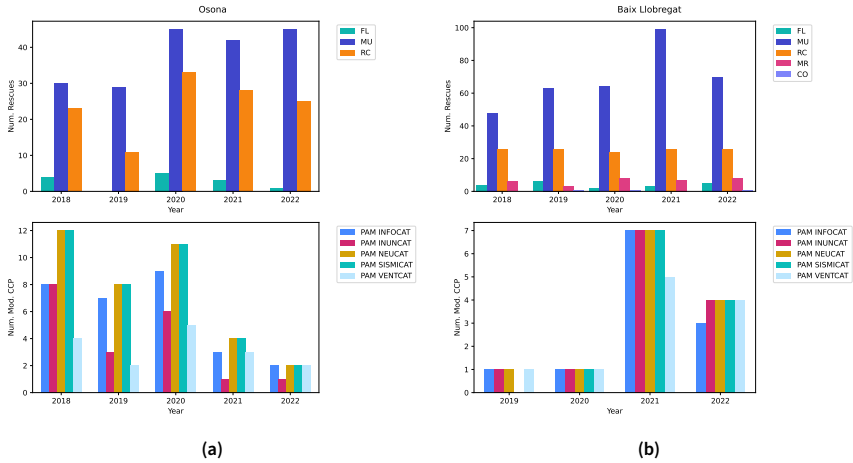 Osona
Num. Rescues
40
30
20
10
0
2018 2019 2020 2021 2022
Year
FL
MU
RC
Num. Mod. CCP
12
10
8
6
4
2
0
2018 2019 2020 2021 2022
Year
PAM INFOCAT
PAM INUNCAT
PAM NEUCAT
PAM SISMICAT
PAM VENTCAT
(a)
Baix Llobregat
Num. Rescues
100
80
60
40
20
0
2018 2019 2020 2021 2022
Year
FL
MU
RC
MR
CO
Num. Mod. CCP
7
6
5
4
3
2
1
0
2019 2020 2021 2022
Year
PAM INFOCAT
PAM INUNCAT
PAM NEUCAT
PAM SISMICAT
PAM VENTCAT
(b)